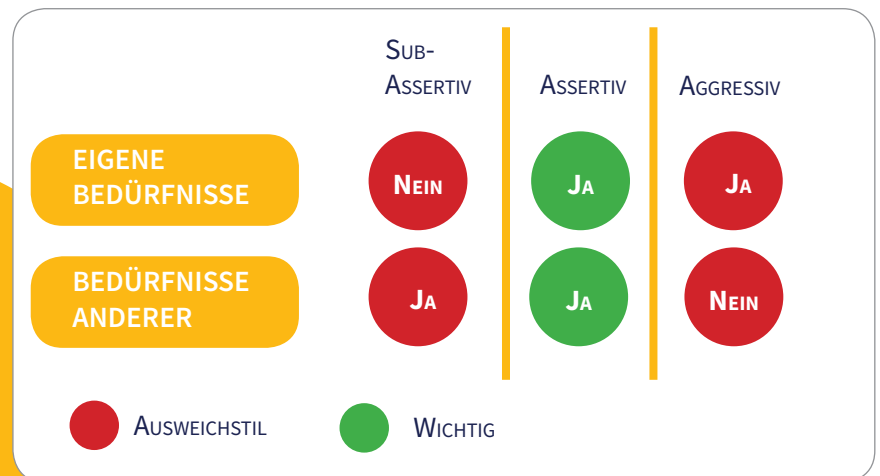 Sub-
Assertiv
Assertiv
Aggressiv
EIGENE
BEDÜRFNISSE
Nein
Ja
Ja
BEDÜRFNISSE
ANDERER
Ja
Ja
Nein
Ausweichstil
Wichtig